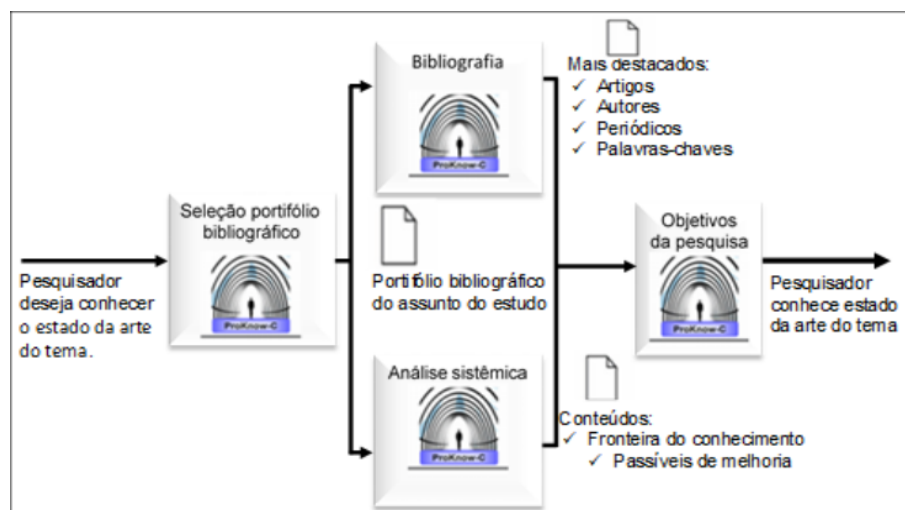 Pesquisador
deseja conhecer
o estado da arte
do tema.
Seleção portifólio
bibliográfico
ProKnow-C
Bibliografia
ProKnow-C
Mais destacados:
✓ Artigos
✓ Autores
✓ Periódicos
✓ Palavras-chaves
Portifólio bibliográfico
do assunto do estudo
Análise sistêmica
ProKnow-C
Conteúdos:
✓ Fronteira do conhecimento
✓ Passíveis de melhoria
Objetivos
da pesquisa
ProKnow-C
Pesquisador
conhece estado
da arte do tema